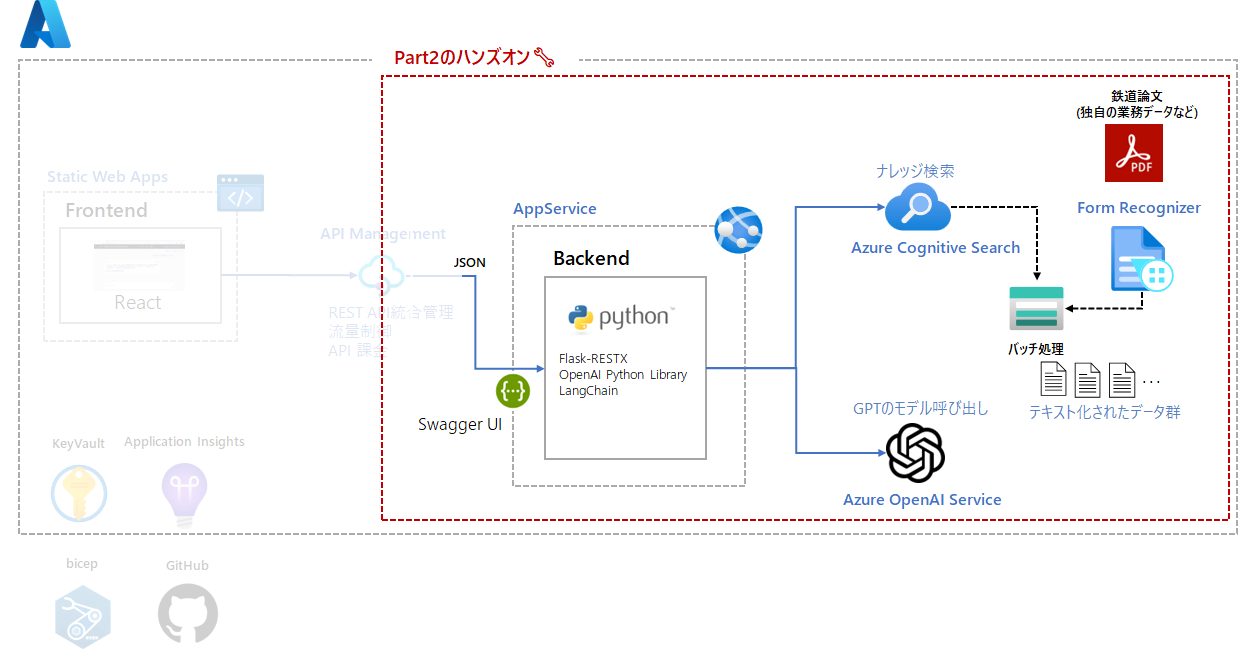 Part2のハンズオン
鉄道論文
(独自の業務データなど)
PDF
Static Web Apps
Frontend
React
API Management
REST API統合管理
流量制御
API 課金
JSON
AppService
Backend
python™
Flask-RESTX
OpenAI Python Library
LangChain
Swagger UI
ナレッジ検索
Azure Cognitive Search
Form Recognizer
バッチ処理
...
テキスト化されたデータ群
GPTのモデル呼び出し
Azure OpenAI Service
KeyVault
Application Insights
bicep
GitHub